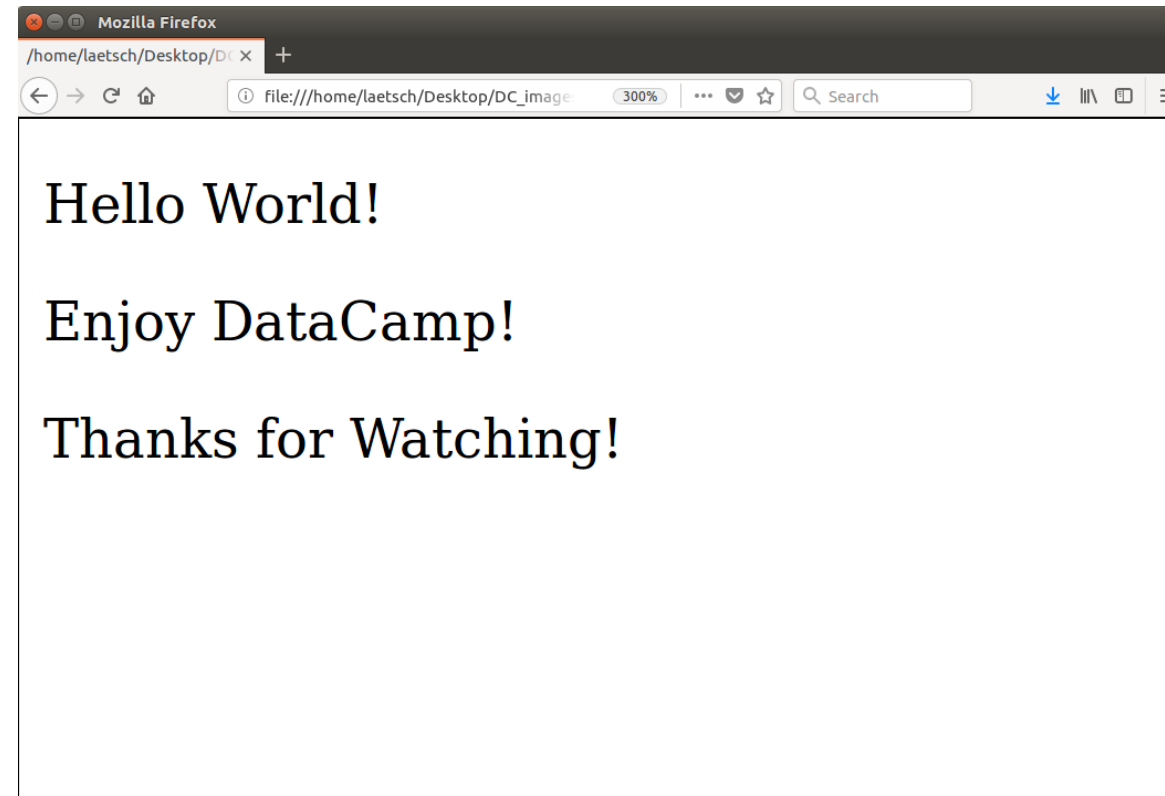 Mozilla Firefox
/home/laetsch/Desktop/DC
file:///home/laetsch/Desktop/DC_image 300% Search
Hello World!
Enjoy DataCamp!
Thanks for Watching!